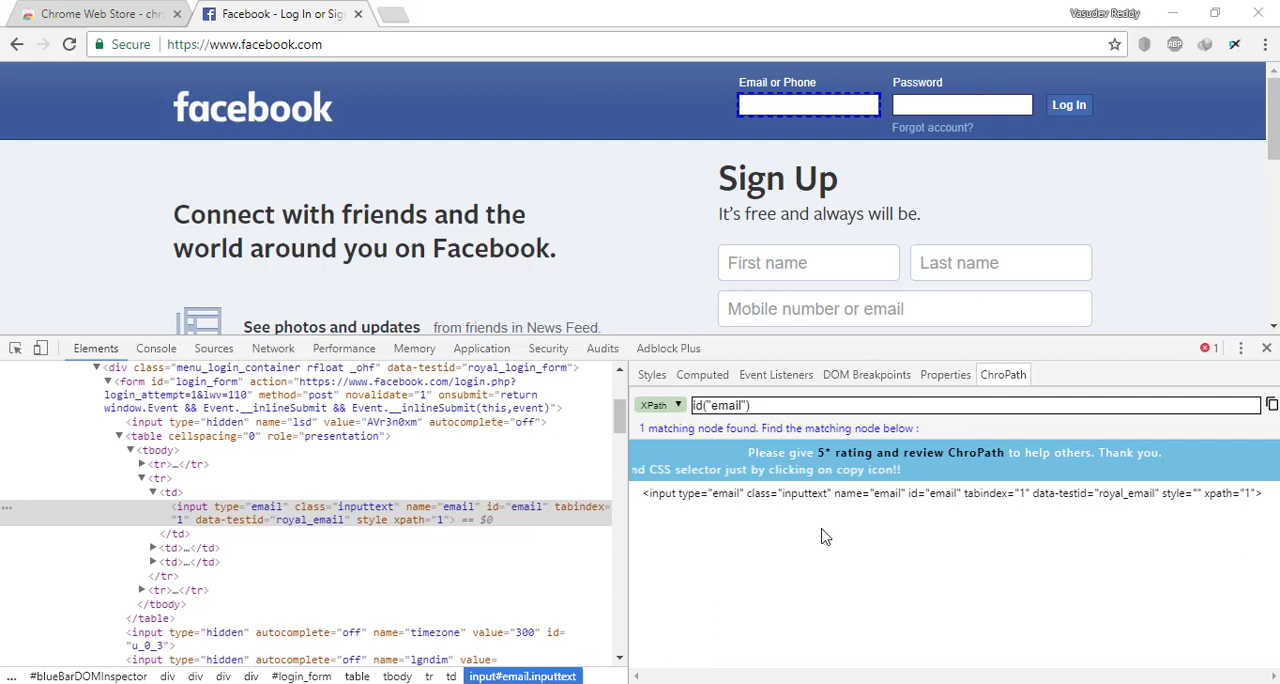 Chrome Web Store - chr
Facebook - Log In or Sig
Vasudev Reddy
Secure
https://www.facebook.com
ABP
facebook
Email or Phone
Password
Log In
Forgot account?
Connect with friends and the
world around you on Facebook.
See photos and updates from friends in News Feed.
Sign Up
It's free and always will be.
First name
Last name
Mobile number or email
Elements
Console
Sources
Network
Performance
Memory
Application
Security
Audits
Adblock Plus
1
<div class="menu_login_container rfloat _ohf" data-testid="royal_login_form">
<form id="login_form" action="https://www.facebook.com/login.php?
login_attempt=1&lwv=110" method="post" novalidate="1" onsubmit="return
window.Event && Event.__inlineSubmit && Event.__inlineSubmit(this,event)">
<input type="hidden" name="lsd" value="AVr3n0xm" autocomplete="off">
<table cellspacing="0" role="presentation">
<tbody>
<tr>…</tr>
<tr>
<td>
<input type="email" class="inputtext" name="email" id="email" tabindex=
"1" data-testid="royal_email" style xpath="1"> == $0
</td>
<td>…</td>
<td>…</td>
</tr>
<tr>…</tr>
</tbody>
</table>
<input type="hidden" autocomplete="off" name="timezone" value="300" id=
"u_0_3">
<input type="hidden" autocomplete="off" name="lgndim" value=
... #blueBarDOMInspector div div div div #login_form table tbody tr td input#email.inputtext
Styles
Computed
Event Listeners
DOM Breakpoints
Properties
ChroPath
XPath
id("email")
1 matching node found. Find the matching node below :
Please give 5* rating and review ChroPath to help others. Thank you.
nd CSS selector just by clicking on copy icon!!
<input type="email" class="inputtext" name="email" id="email" tabindex="1" data-testid="royal_email" style="" xpath="1">